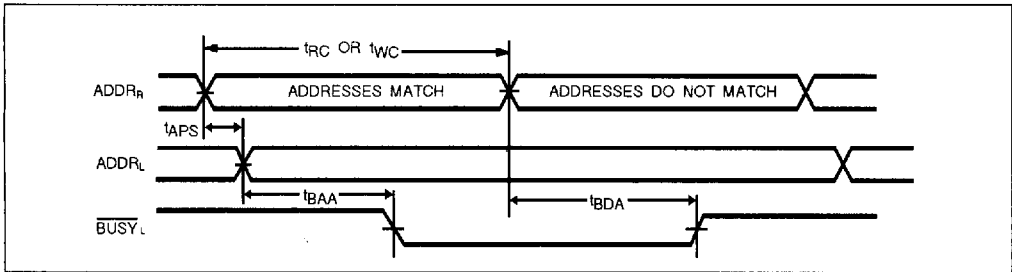 tRC OR tWC
ADDRR
ADDRESSES MATCH
ADDRESSES DO NOT MATCH
tAPS
ADDRL
tBAA
tBDA
BUSYL